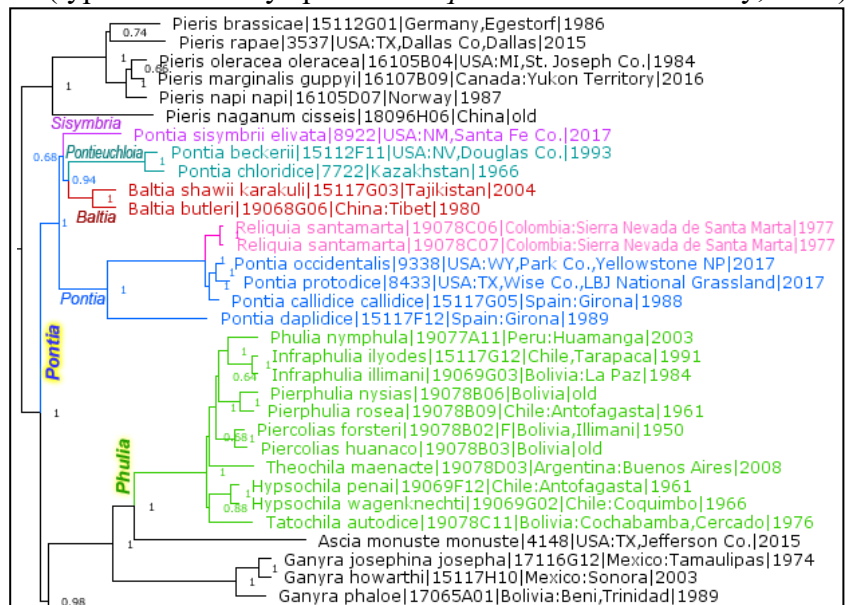 Pieris brassicae|15112G01|Germany,Egestorf|1986
0.74
Pieris rapae|3537|USA:TX,Dallas Co,Dallas|2015
Pieris oleracea oleracea|16105B04|USA:MI,St. Joseph Co.|1984
1
Pieris marginalis guppyi|16107B09|Canada:Yukon Territory|2016
1
Pieris napi napi|16105D07|Norway|1987
Pieris naganum cisseis|18096H06|China|old
Sisymbria
Pontia sisymbrii elivata|8922|USA:NM,Santa Fe Co.|2017
0.68
Pontieuchloia
Pontia beckerii|15112F11|USA:NV,Douglas Co.|1993
1
Pontia chloridice|7722|Kazakhstan|1966
0.94
Baltia shawii karakuli|15117G03|Tajikistan|2004
1
Baltia butleri|19068G06|China:Tibet|1980
Baltia
1
Reliquia santamarta|19078C06|Colombia:Sierra Nevada de Santa Marta|1977
1
Reliquia santamarta|19078C07|Colombia:Sierra Nevada de Santa Marta|1977
Pontia occidentalis|9338|USA:WY,Park Co.,Yellowstone NP|2017
1
Pontia protodice|8433|USA:TX,Wise Co.,LBJ National Grassland|2017
1
1
Pontia callidice callidice|15117G05|Spain:Girona|1988
Pontia
Pontia daplidice|15117F12|Spain:Girona|1989
Pontia
Phulia nymphula|19077A11|Peru:Huamanga|2003
1
Infraphulia ilyodes|15117G12|Chile,Tarapaca|1991
1
0.64
Infraphulia illimani|19069G03|Bolivia:La Paz|1984
Pierphulia nysias|19078B06|Bolivia|old
1
1
Pierphulia rosea|19078B09|Chile:Antofagasta|1961
1
Piercolias forsteri|19078B02|F|Bolivia,Illimani|1950
1
Piercolias huanaco|19078B03|Bolivia|old
Phulia
Theochila maenacte|19078D03|Argentina:Buenos Aires|2008
1
Hypsochila penai|19069F12|Chile:Antofagasta|1961
1
0.88
Hypsochila wagenknechti|19069G02|Chile:Coquimbo|1966
1
Tatochila autodice|19078C11|Bolivia:Cochabamba,Cercado|1976
1
Ascia monuste monuste|4148|USA:TX,Jefferson Co.|2015
Ganyra josephina josepha|17116G12|Mexico:Tamaulipas|1974
1
1
Ganyra howarthi|15117H10|Mexico:Sonora|2003
Ganyra phaloe|17065A01|Bolivia:Beni,Trinidad|1989
0.98